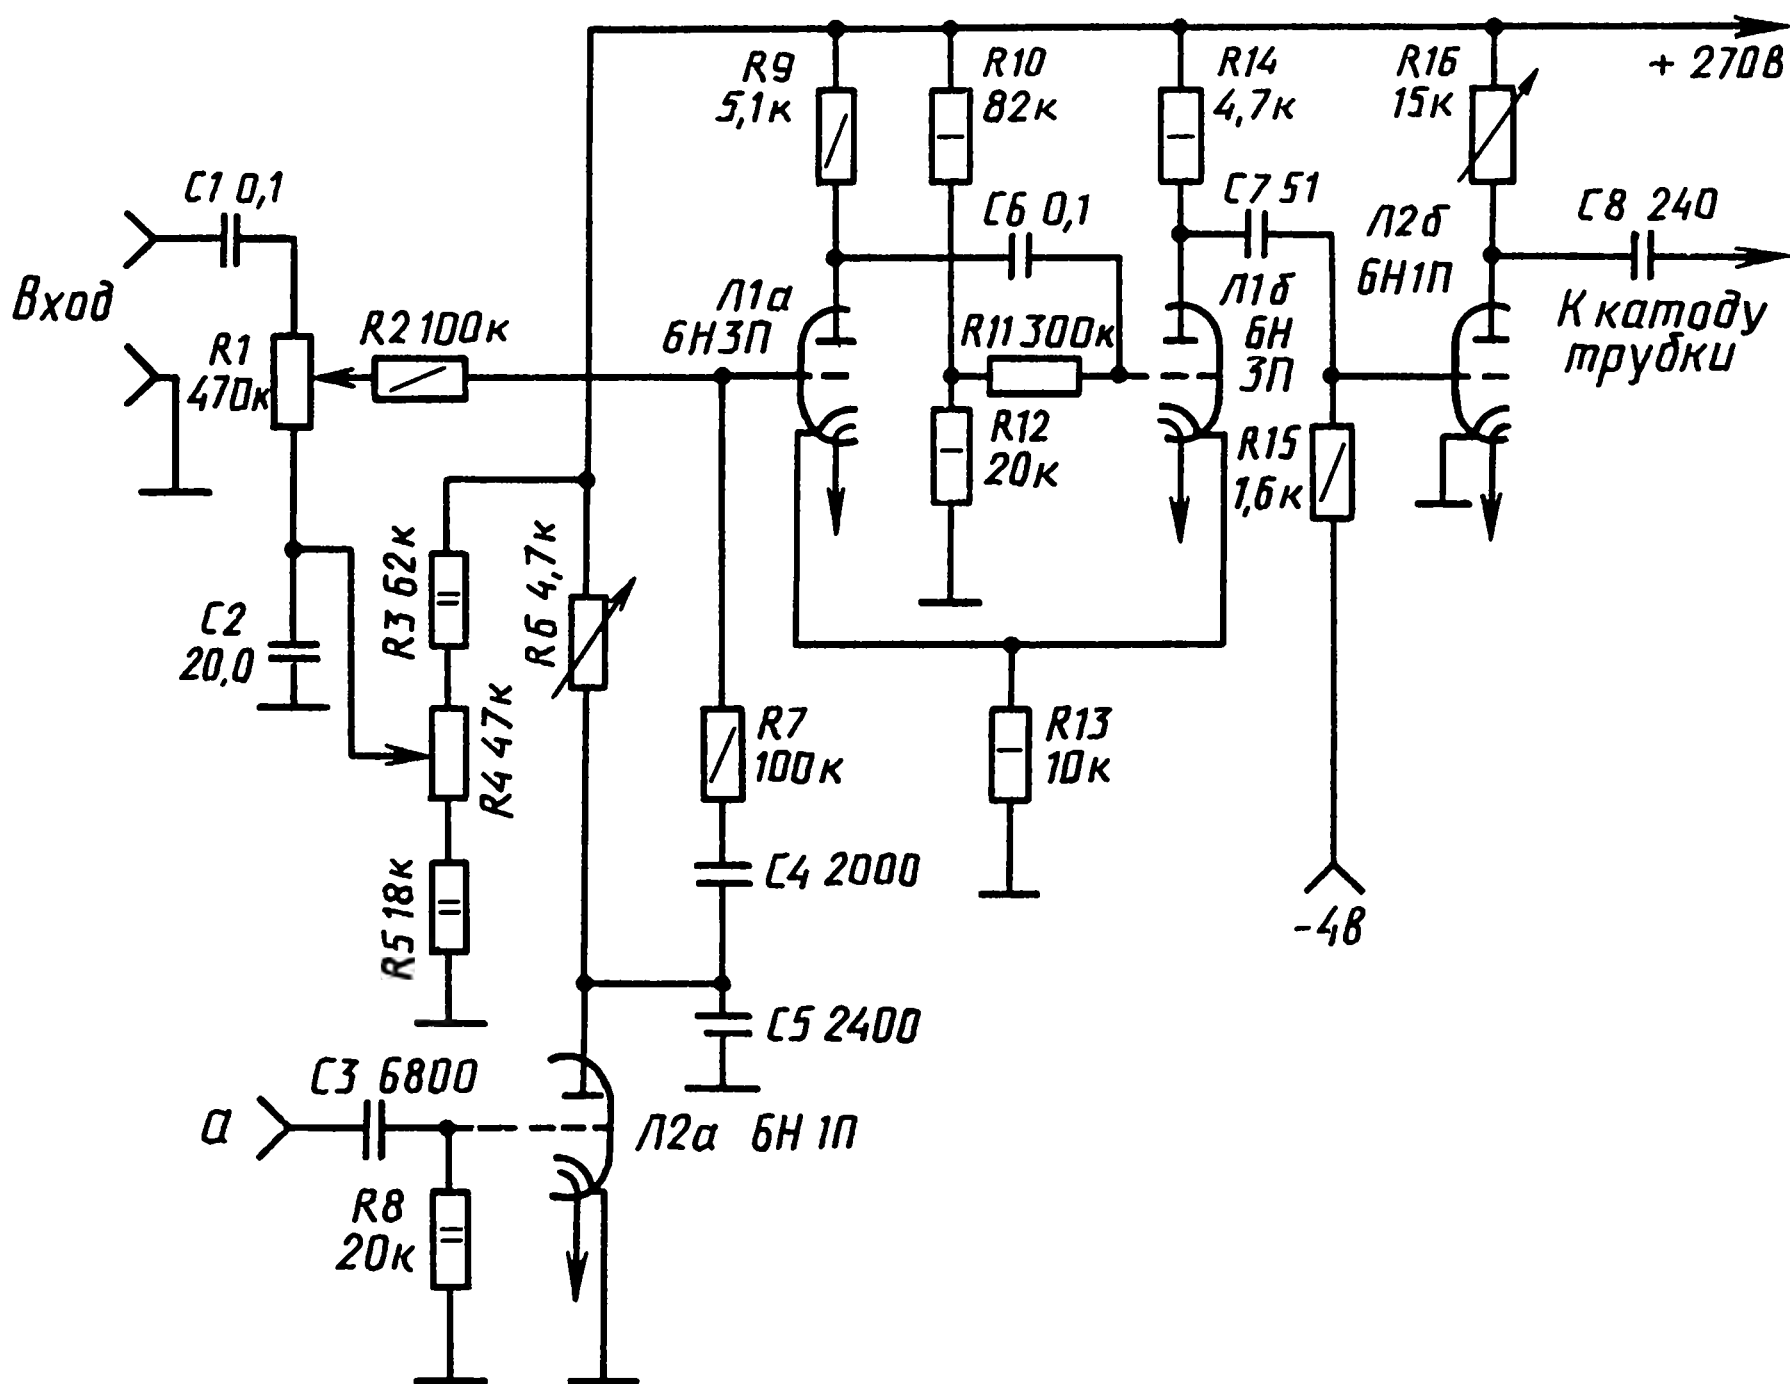 + 270В
R9
5,1к
R10
82к
R14
4,7к
R16
15к
C1 0,1
C6 0,1
C7 51
C8 240
Вход
Л1а
6Н3П
Л1б
6Н
3П
Л2б
6Н1П
К катоду
трубки
R1
470к
R2 100к
R11 300к
R12
20к
R15
1,6к
C2
20,0
R3 62к
R6 4,7к
R4 47к
R7
100к
R13
10к
C4 2000
R5 18к
-4В
C5 2400
C3 6800
а
Л2а 6Н 1П
R8
20к